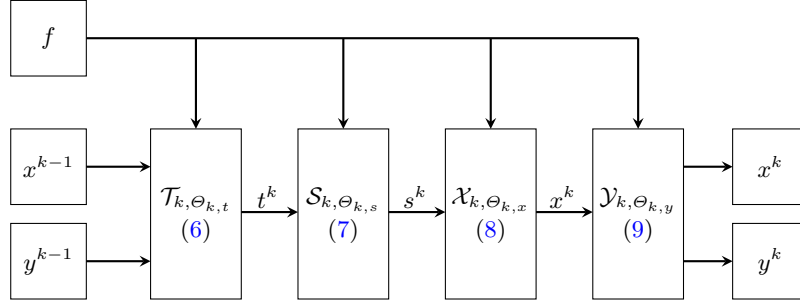 f
x^{k−1}
y^{k−1}
𝒯_{k,Θ_{k,t}}
(6)
t^k
𝒮_{k,Θ_{k,s}}
(7)
s^k
𝒳_{k,Θ_{k,x}}
(8)
x^k
𝒴_{k,Θ_{k,y}}
(9)
x^k
y^k